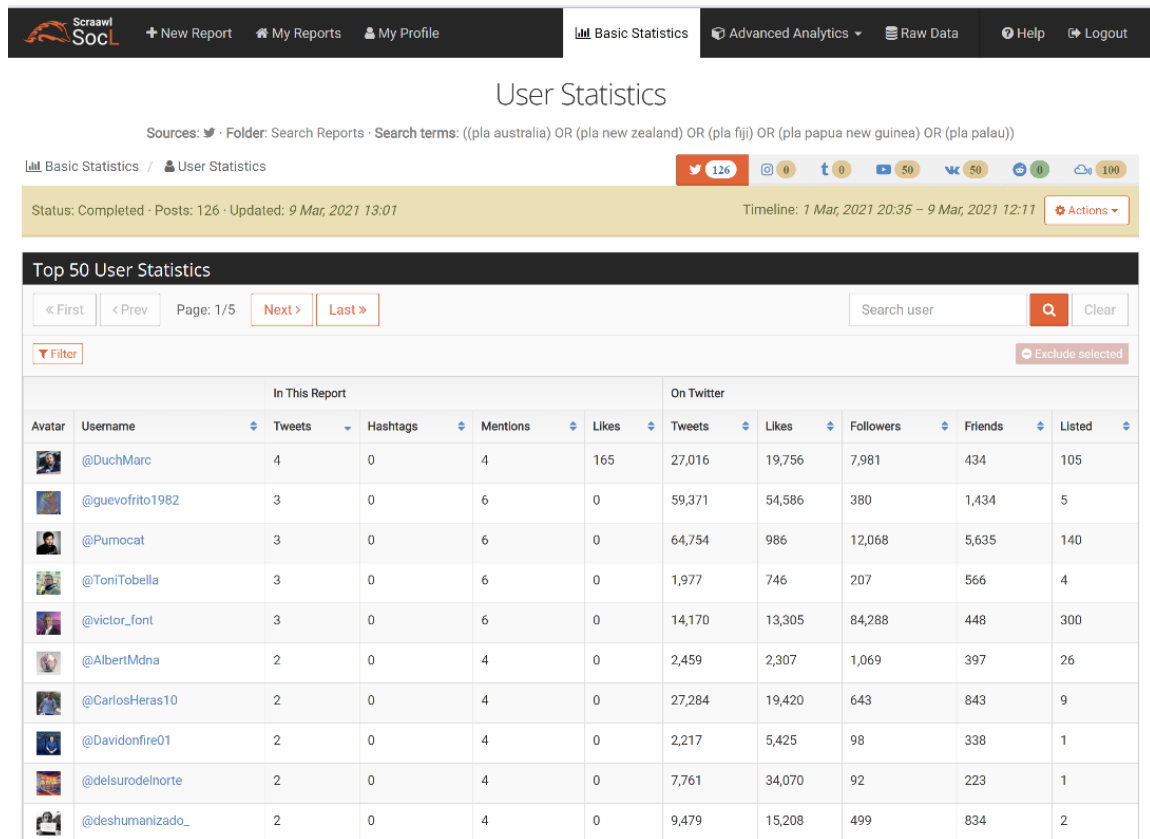 Scraawl
SocL
New Report My Reports My Profile Basic Statistics Advanced Analytics Raw Data Help Logout
User Statistics
Sources: · Folder: Search Reports · Search terms: ((pla australia) OR (pla new zealand) OR (pla fiji) OR (pla papua new guinea) OR (pla palau))
Basic Statistics / User Statistics 126 0 t 0 50 50 0 100
Status: Completed · Posts: 126 · Updated: 9 Mar, 2021 13:01 Timeline: 1 Mar, 2021 20:35 – 9 Mar, 2021 12:11 Actions
Top 50 User Statistics
« First < Prev Page: 1/5 Next > Last » Search user Clear
Filter Exclude selected
In This Report On Twitter
Avatar Username Tweets Hashtags Mentions Likes Tweets Likes Followers Friends Listed
@DuchMarc 4 0 4 165 27,016 19,756 7,981 434 105
@guevofrito1982 3 0 6 0 59,371 54,586 380 1,434 5
@Pumocat 3 0 6 0 64,754 986 12,068 5,635 140
@ToniTobella 3 0 6 0 1,977 746 207 566 4
@victor_font 3 0 6 0 14,170 13,305 84,288 448 300
@AlbertMdna 2 0 4 0 2,459 2,307 1,069 397 26
@CarlosHeras10 2 0 4 0 27,284 19,420 643 843 9
@Davidonfire01 2 0 4 0 2,217 5,425 98 338 1
@delsurodelnorte 2 0 4 0 7,761 34,070 92 223 1
@deshumanizado_ 2 0 4 0 9,479 15,208 499 834 2